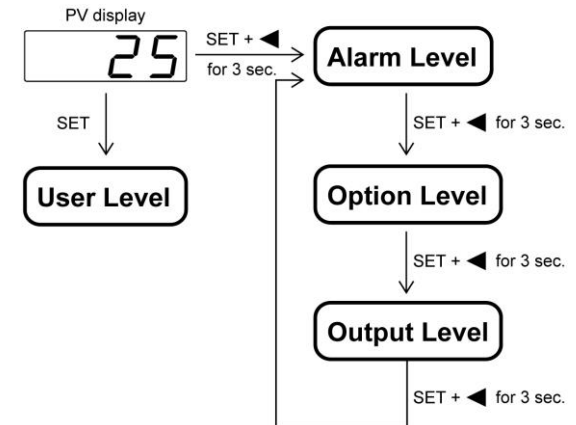 PV display
25
SET + ◀
for 3 sec.
Alarm Level
SET
SET + ◀ for 3 sec.
User Level
Option Level
SET + ◀ for 3 sec.
Output Level
SET + ◀ for 3 sec.